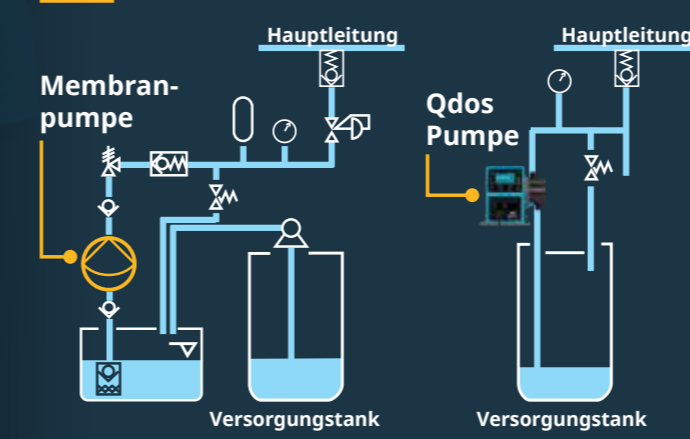 Hauptleitung
Membran-
pumpe
Versorgungstank
Hauptleitung
Qdos
Pumpe
Versorgungstank